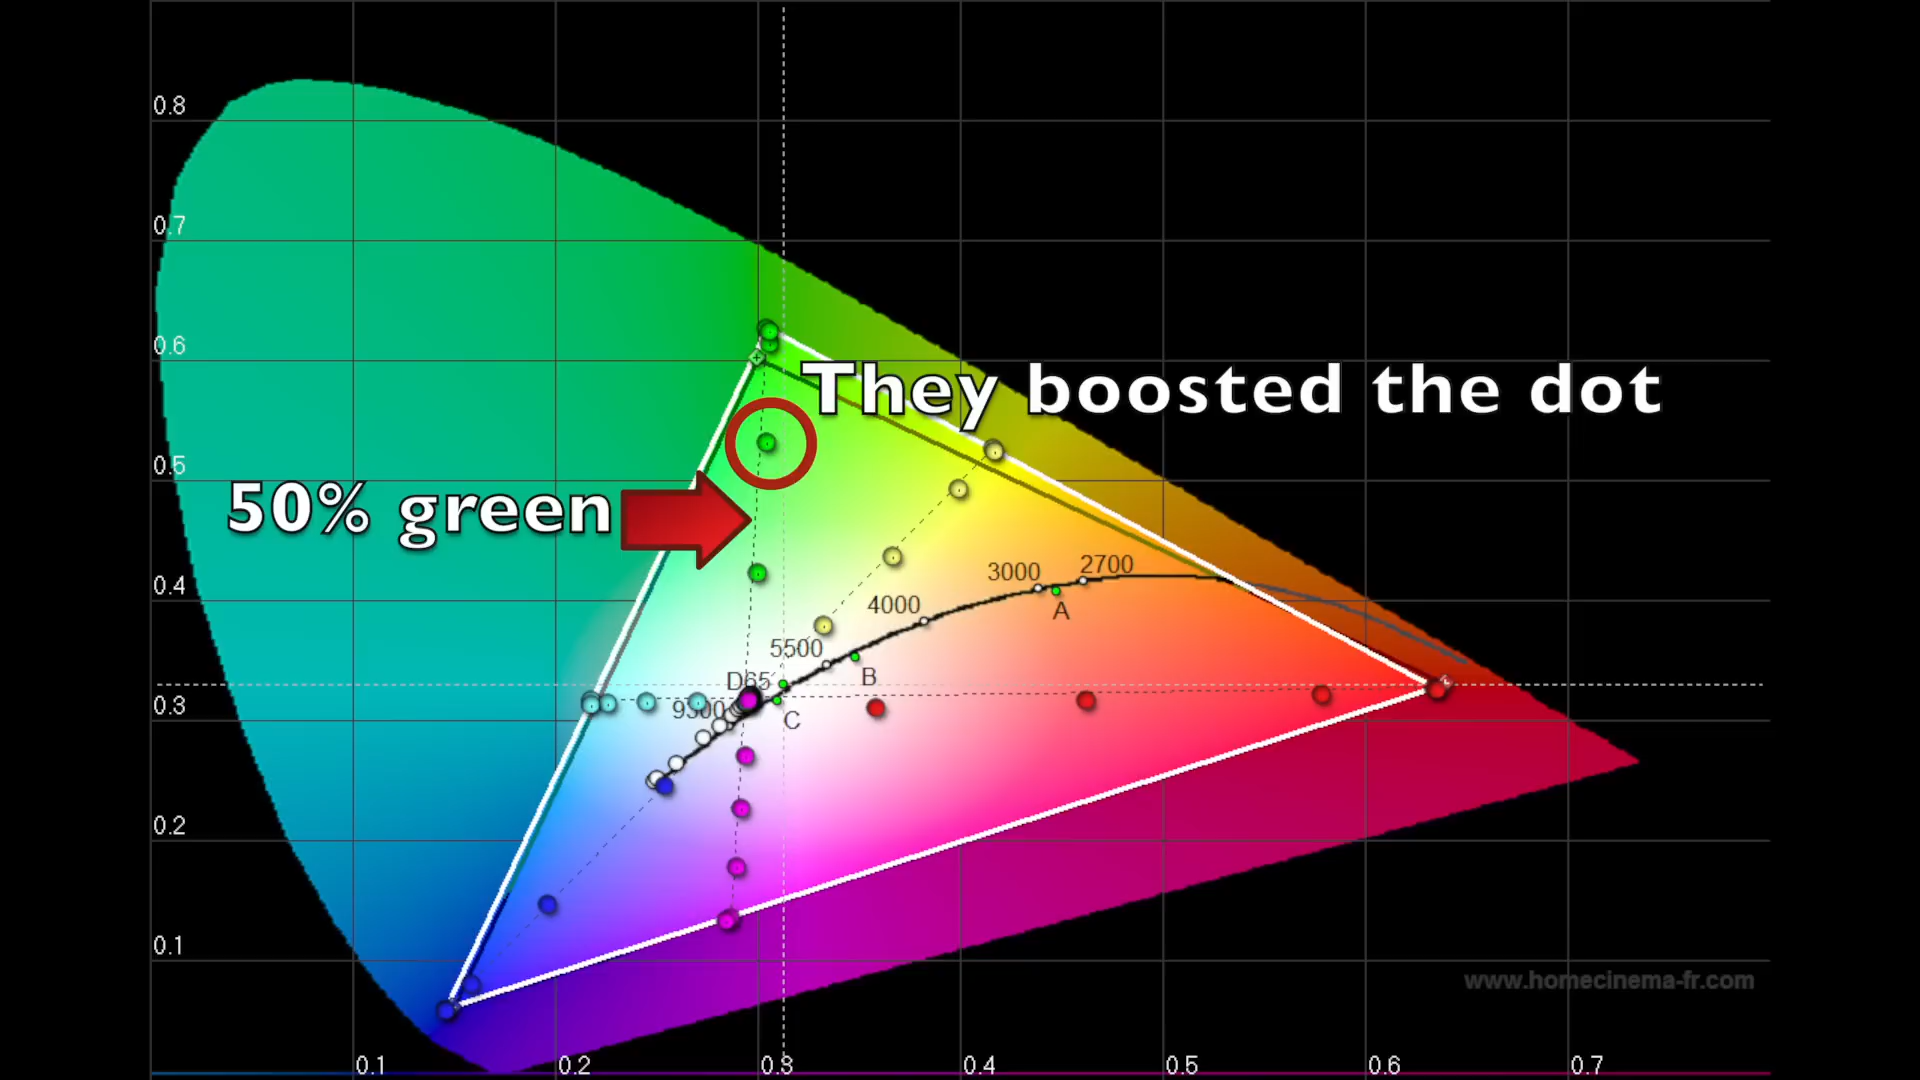 0.8
0.7
0.6
They boosted the dot
0.5
50% green
0.4
3000
2700
4000
A
5500
B
D65
0.3
9300
C
0.2
0.1
www.homecinema-fr.com
0.1
0.2
0.3
0.4
0.5
0.6
0.7